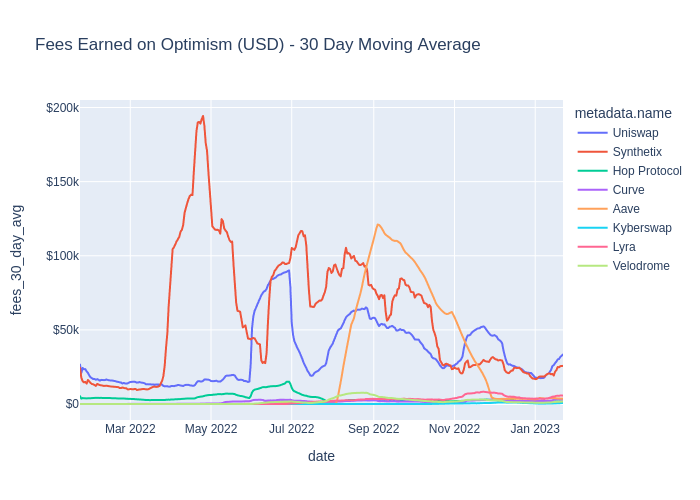 Fees Earned on Optimism (USD) - 30 Day Moving Average
metadata.name
Uniswap
Synthetix
Hop Protocol
Curve
Aave
Kyberswap
Lyra
Velodrome
fees_30_day_avg
$200k
$150k
$100k
$50k
$0
Mar 2022
May 2022
Jul 2022
Sep 2022
Nov 2022
Jan 2023
date